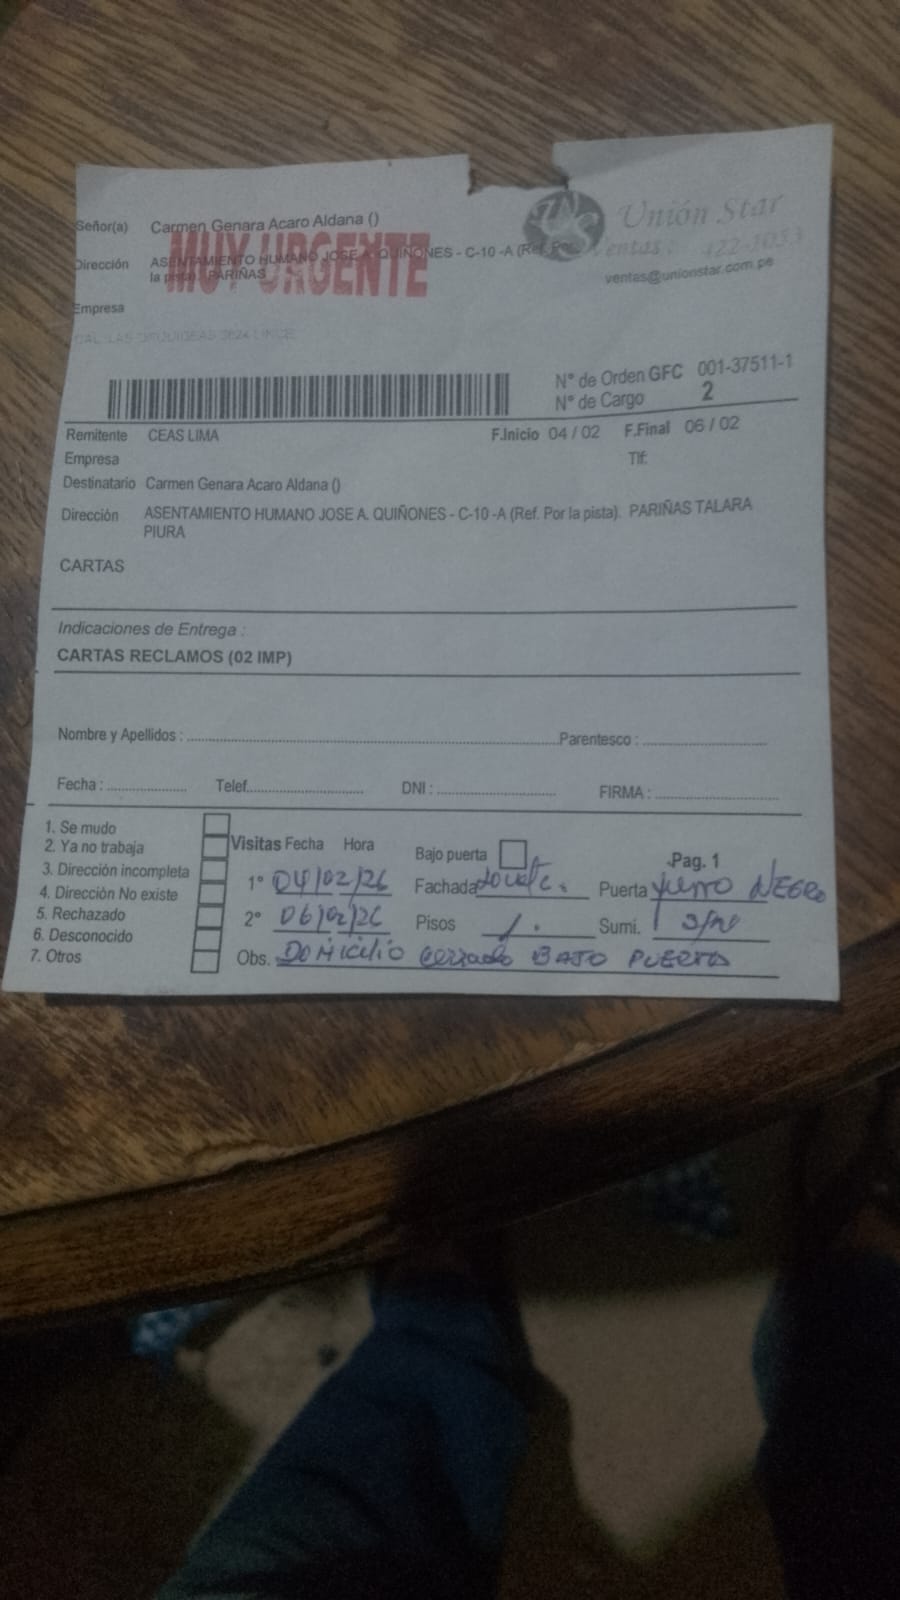 Señor(a) Carmen Genara Acaro Aldana ()
MUY URGENTE
Dirección ASENTAMIENTO HUMANO JOSE A. QUIÑONES - C-10 -A (Ref. Por
la pista). PARIÑAS
Empresa
Unión Star
Ventas :
ventas@unionstar.com.pe
N° de Orden GFC 001-37511-1
N° de Cargo 2
Remitente CEAS LIMA F.Inicio 04 / 02 F.Final 06 / 02
Empresa Tlf:
Destinatario Carmen Genara Acaro Aldana ()
Dirección ASENTAMIENTO HUMANO JOSE A. QUIÑONES - C-10 -A (Ref. Por la pista). PARIÑAS TALARA
PIURA
CARTAS
Indicaciones de Entrega :
CARTAS RECLAMOS (02 IMP)
Nombre y Apellidos : Parentesco :
Fecha : Telef. DNI : FIRMA :
1. Se mudo
2. Ya no trabaja
3. Dirección incompleta
4. Dirección No existe
5. Rechazado
6. Desconocido
7. Otros
Visitas Fecha Hora
1° 04/02/26
2° 06/02/26
Bajo puerta
Fachada
Pisos 1.
Pag. 1
Puerta NEGRO
Sumi. S/N
Obs. DOMICILIO cerrado BAJO PUERTA